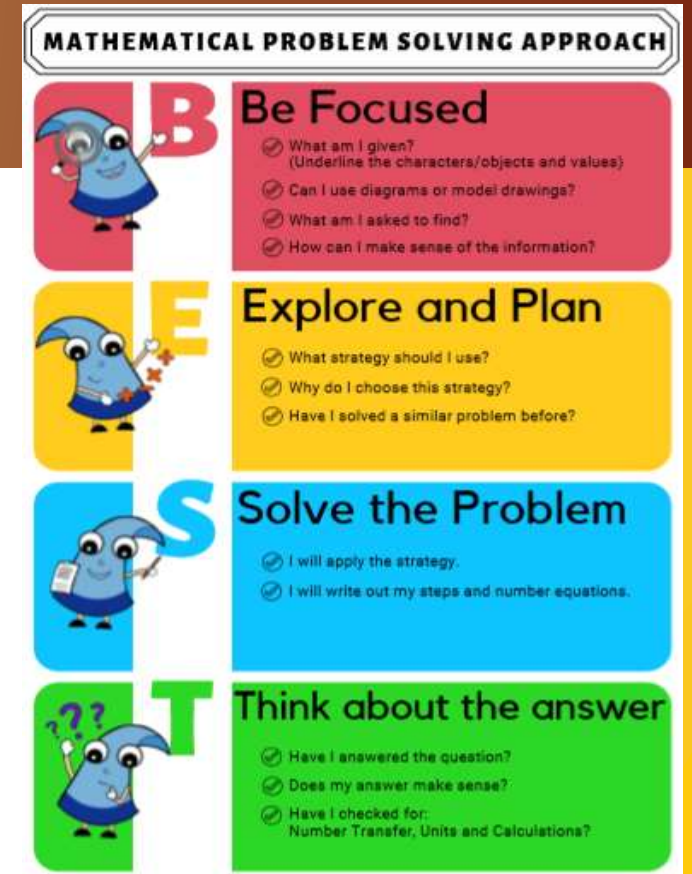 MATHEMATICAL PROBLEM SOLVING APPROACH
B
Be Focused
What am I given?
(Underline the characters/objects and values)
Can I use diagrams or model drawings?
What am I asked to find?
How can I make sense of the information?
E
Explore and Plan
What strategy should I use?
Why do I choose this strategy?
Have I solved a similar problem before?
S
Solve the Problem
I will apply the strategy.
I will write out my steps and number equations.
T
Think about the answer
???
Have I answered the question?
Does my answer make sense?
Have I checked for:
Number Transfer, Units and Calculations?